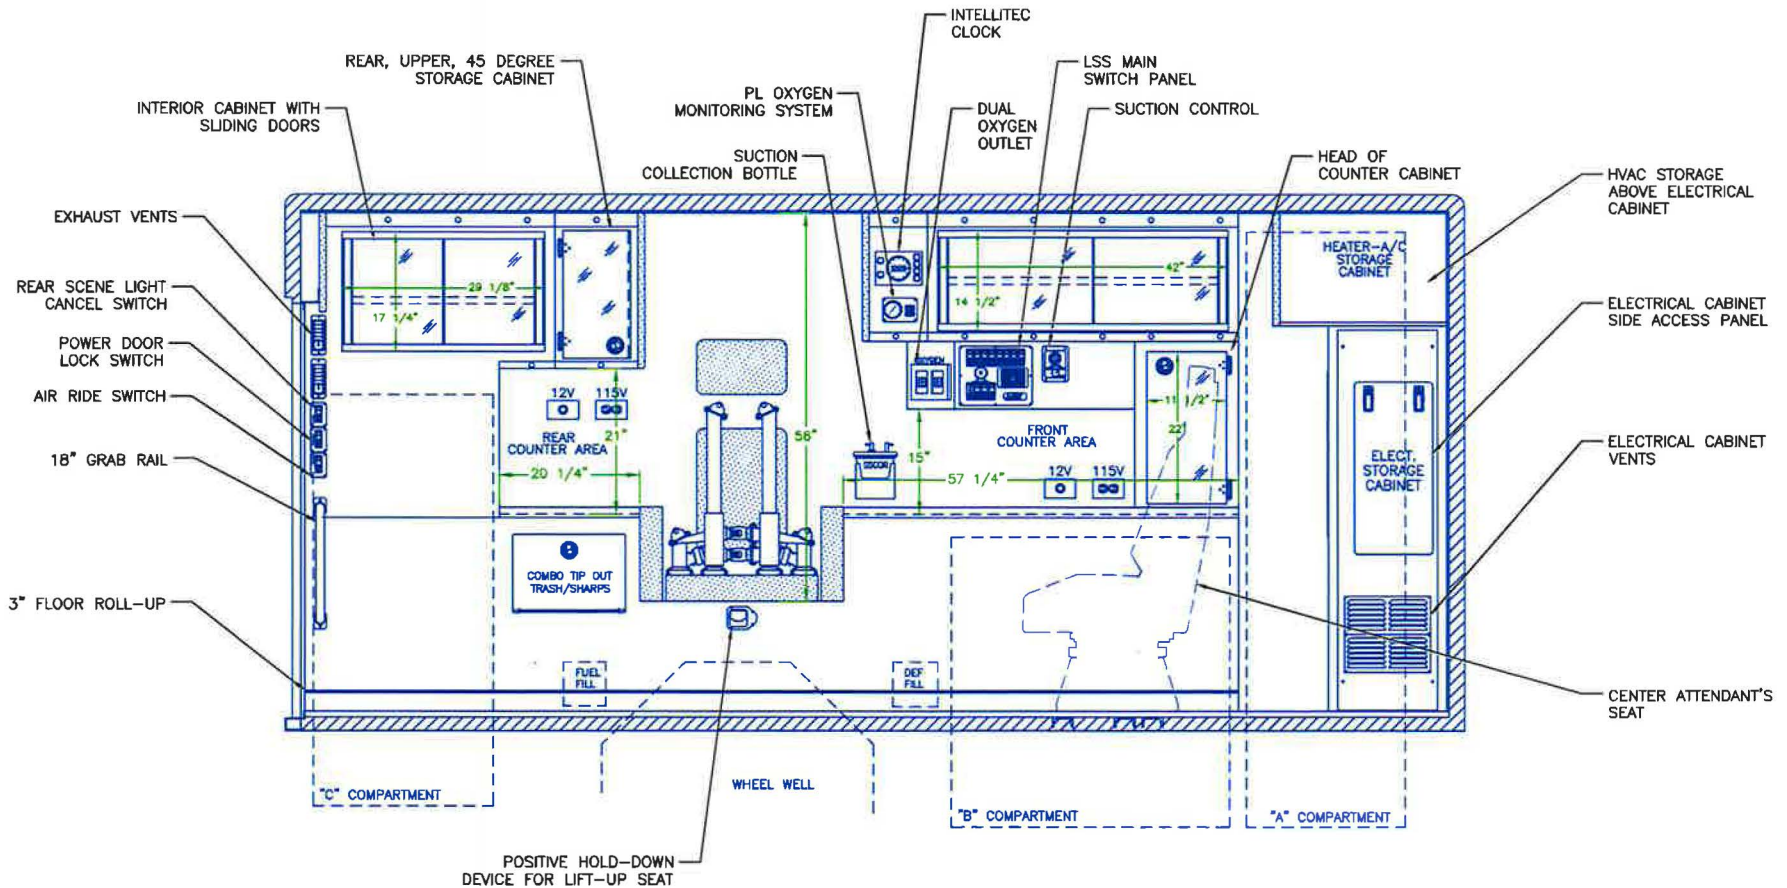 INTELLITEC
CLOCK
REAR, UPPER, 45 DEGREE
STORAGE CABINET
LSS MAIN
SWITCH PANEL
PL OXYGEN
MONITORING SYSTEM
INTERIOR CABINET WITH
SLIDING DOORS
DUAL
OXYGEN
OUTLET
SUCTION CONTROL
SUCTION
COLLECTION BOTTLE
HEAD OF
COUNTER CABINET
HVAC STORAGE
ABOVE ELECTRICAL
CABINET
EXHAUST VENTS
HEATER-A/C
STORAGE
CABINET
42"
REAR SCENE LIGHT
CANCEL SWITCH
29 1/8"
17 1/4"
14 1/2"
ELECTRICAL CABINET
SIDE ACCESS PANEL
POWER DOOR
LOCK SWITCH
OXYGEN
AIR RIDE SWITCH
12V
115V
11 1/2"
REAR
COUNTER AREA
21"
58"
FRONT
COUNTER AREA
22"
ELECTRICAL CABINET
VENTS
18" GRAB RAIL
15"
ELECT.
STORAGE
CABINET
20 1/4"
57 1/4"
12V
115V
COMBO TIP OUT
TRASH/SHARPS
3" FLOOR ROLL-UP
FUEL
FILL
DEF
FILL
CENTER ATTENDANT'S
SEAT
WHEEL WELL
"C" COMPARTMENT
"B" COMPARTMENT
"A" COMPARTMENT
POSITIVE HOLD-DOWN
DEVICE FOR LIFT-UP SEAT